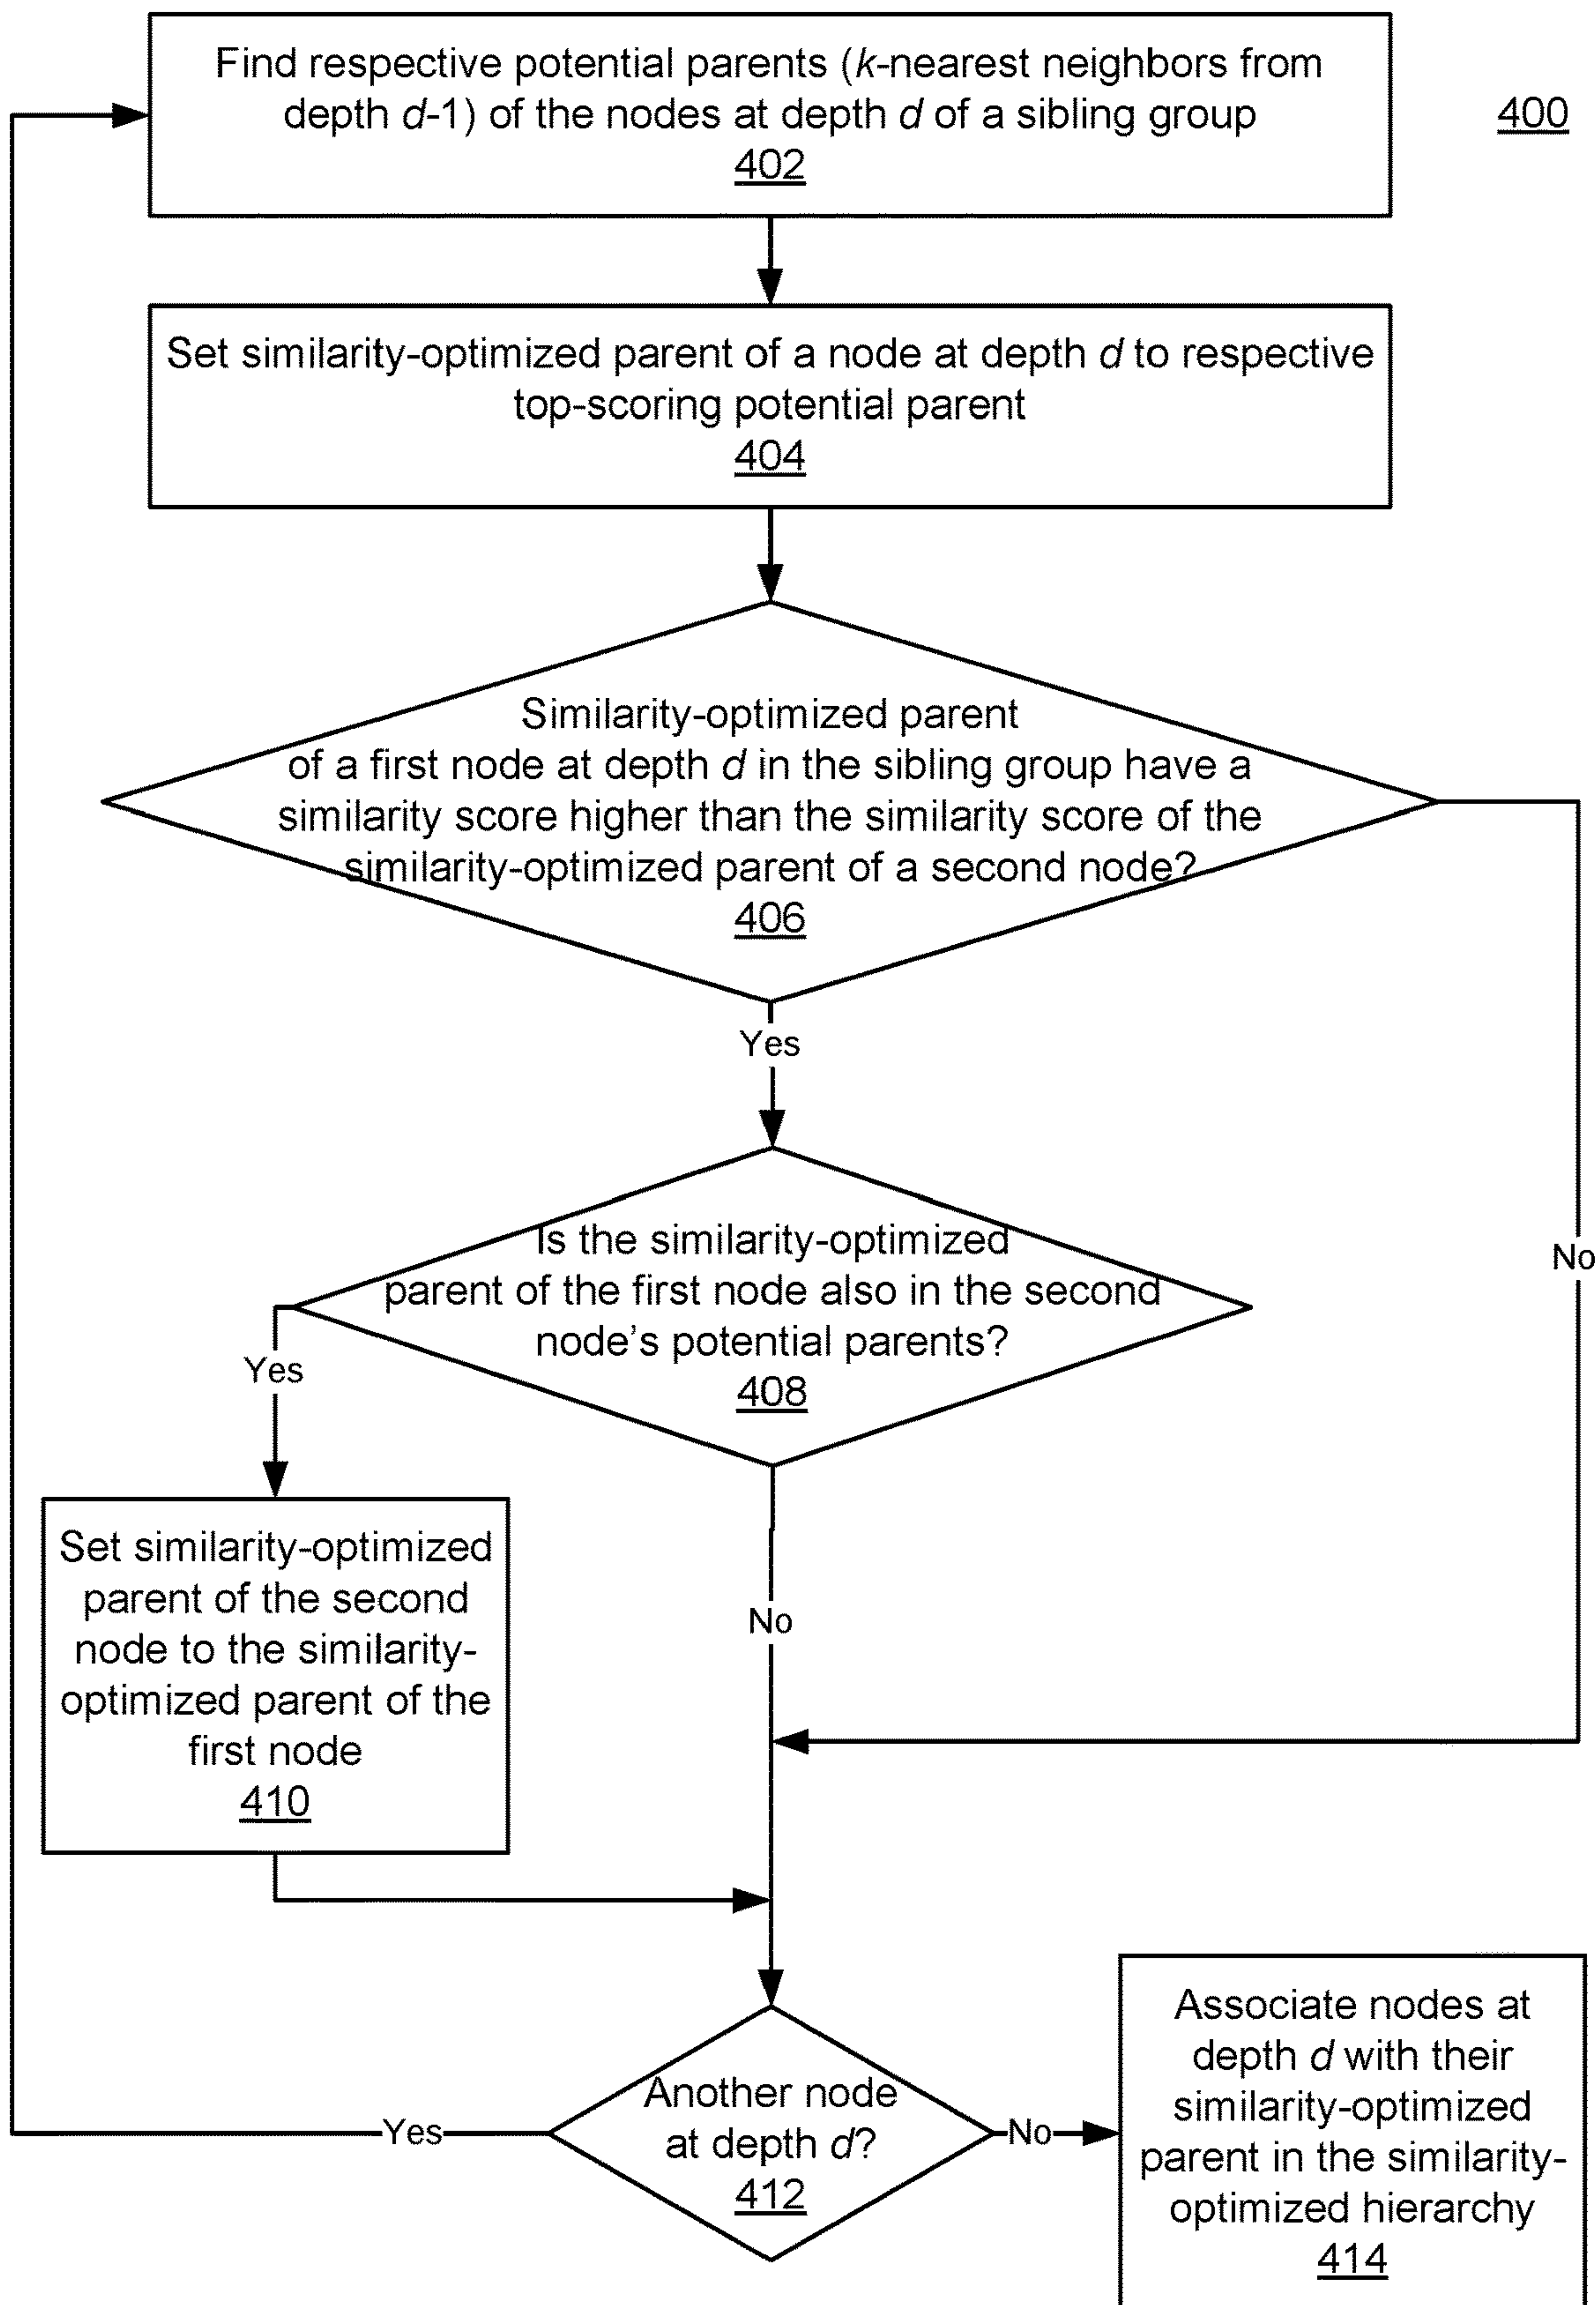 Find respective potential parents (k-nearest neighbors from
depth d-1) of the nodes at depth d of a sibling group
402
400
Set similarity-optimized parent of a node at depth d to respective
top-scoring potential parent
404
Similarity-optimized parent
of a first node at depth d in the sibling group have a
similarity score higher than the similarity score of the
similarity-optimized parent of a second node?
406
Yes
No
Is the similarity-optimized
parent of the first node also in the second
node's potential parents?
408
Yes
No
Set similarity-optimized
parent of the second
node to the similarity-
optimized parent of the
first node
410
Another node
at depth d?
412
Yes
No
Associate nodes at
depth d with their
similarity-optimized
parent in the similarity-
optimized hierarchy
414